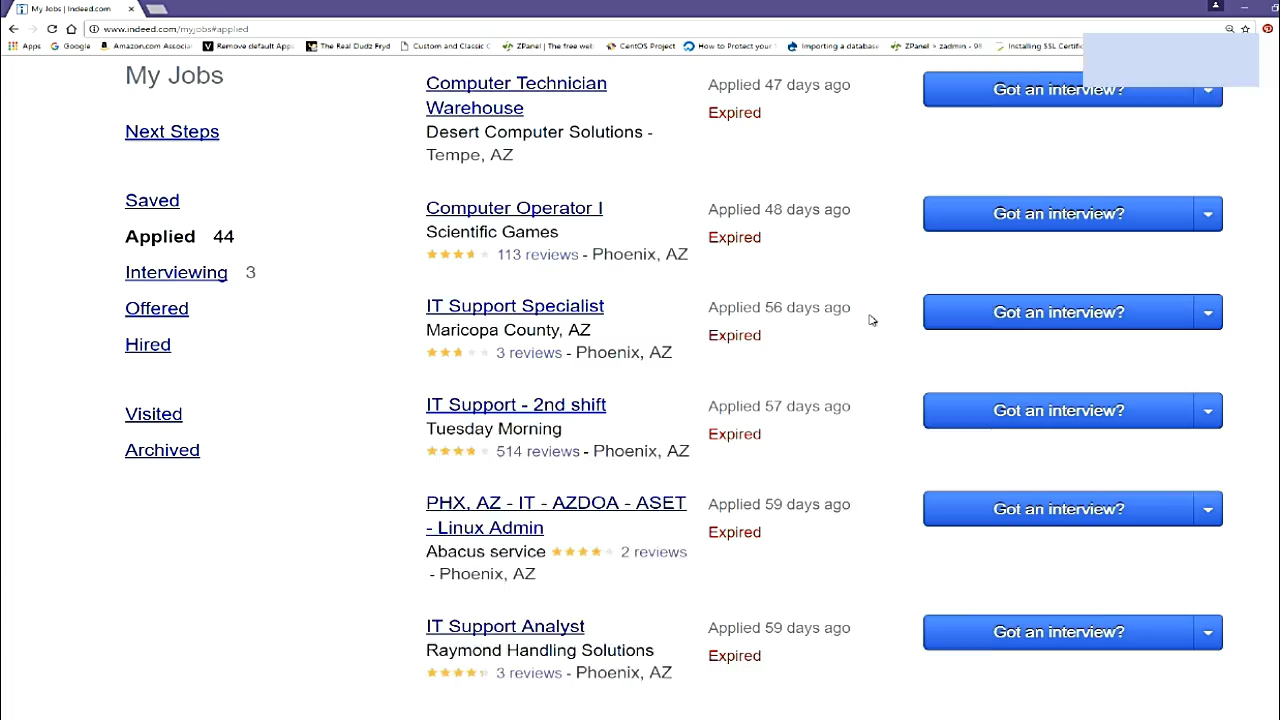 My Jobs | Indeed.com
www.indeed.com/myjobs#applied
Apps Google Amazon.com Associa Remove default Apps The Real Dudz Fryd Custom and Classic C ZPanel | The free web CentOS Project How to Protect your Importing a database ZPanel > zadmin - 98 Installing SSL Certific
My Jobs
Next Steps
Saved
Applied 44
Interviewing 3
Offered
Hired
Visited
Archived
Computer Technician
Warehouse
Desert Computer Solutions -
Tempe, AZ
Applied 47 days ago
Expired
Got an interview?
Computer Operator I
Scientific Games
113 reviews - Phoenix, AZ
Applied 48 days ago
Expired
Got an interview?
IT Support Specialist
Maricopa County, AZ
3 reviews - Phoenix, AZ
Applied 56 days ago
Expired
Got an interview?
IT Support - 2nd shift
Tuesday Morning
514 reviews - Phoenix, AZ
Applied 57 days ago
Expired
Got an interview?
PHX, AZ - IT - AZDOA - ASET
- Linux Admin
Abacus service 2 reviews
- Phoenix, AZ
Applied 59 days ago
Expired
Got an interview?
IT Support Analyst
Raymond Handling Solutions
3 reviews - Phoenix, AZ
Applied 59 days ago
Expired
Got an interview?